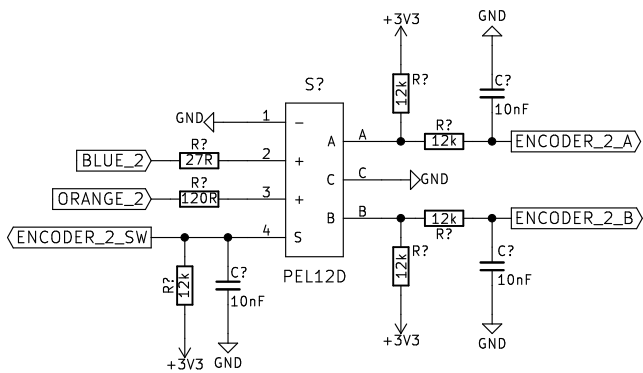 +3V3
GND
R?
12k
C?
10nF
S?
GND
1
-
R?
12k
A
A
ENCODER_2_A
R?
BLUE_2
27R
2
+
C
C
GND
R?
ORANGE_2
120R
3
+
B
B
12k
R?
ENCODER_2_B
ENCODER_2_SW
4
S
R?
12k
C?
10nF
R?
12k
C?
10nF
PEL12D
+3V3
GND
+3V3
GND